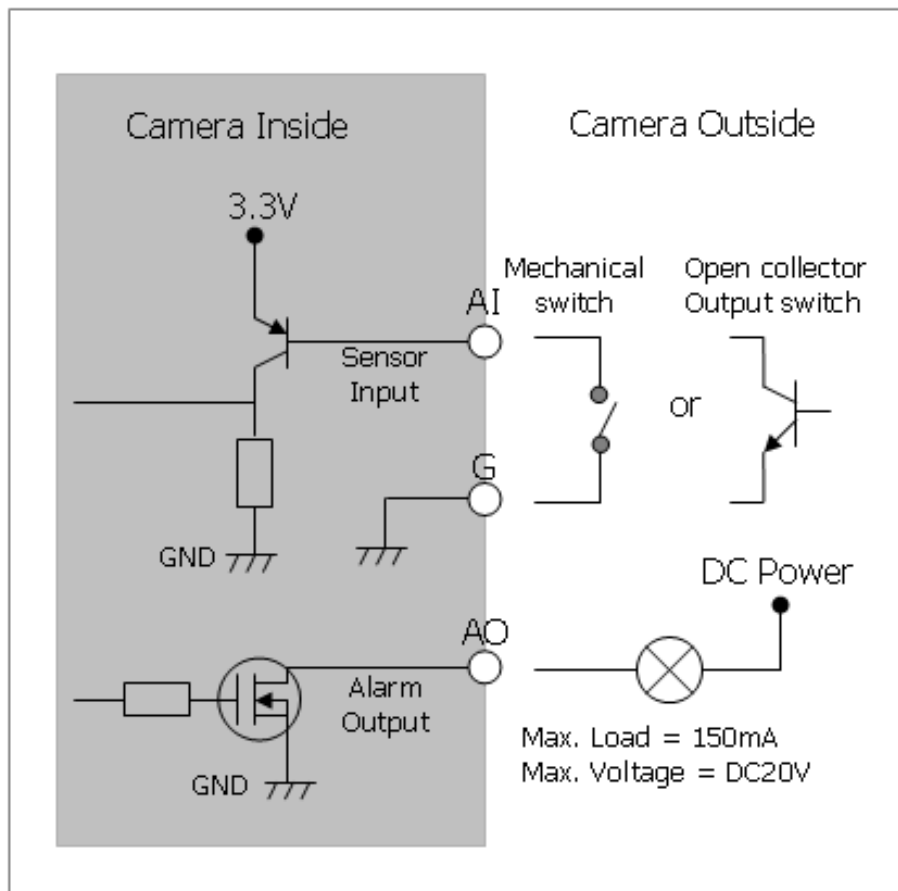 Camera Inside
Camera Outside
3.3V
Mechanical
switch
Open collector
Output switch
AI
Sensor
Input
or
G
GND
DC Power
AO
Alarm
Output
Max. Load = 150mA
Max. Voltage = DC20V
GND